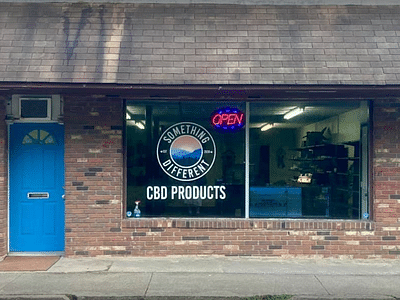 SOMETHING
DIFFERENT
OPEN
CBD PRODUCTS